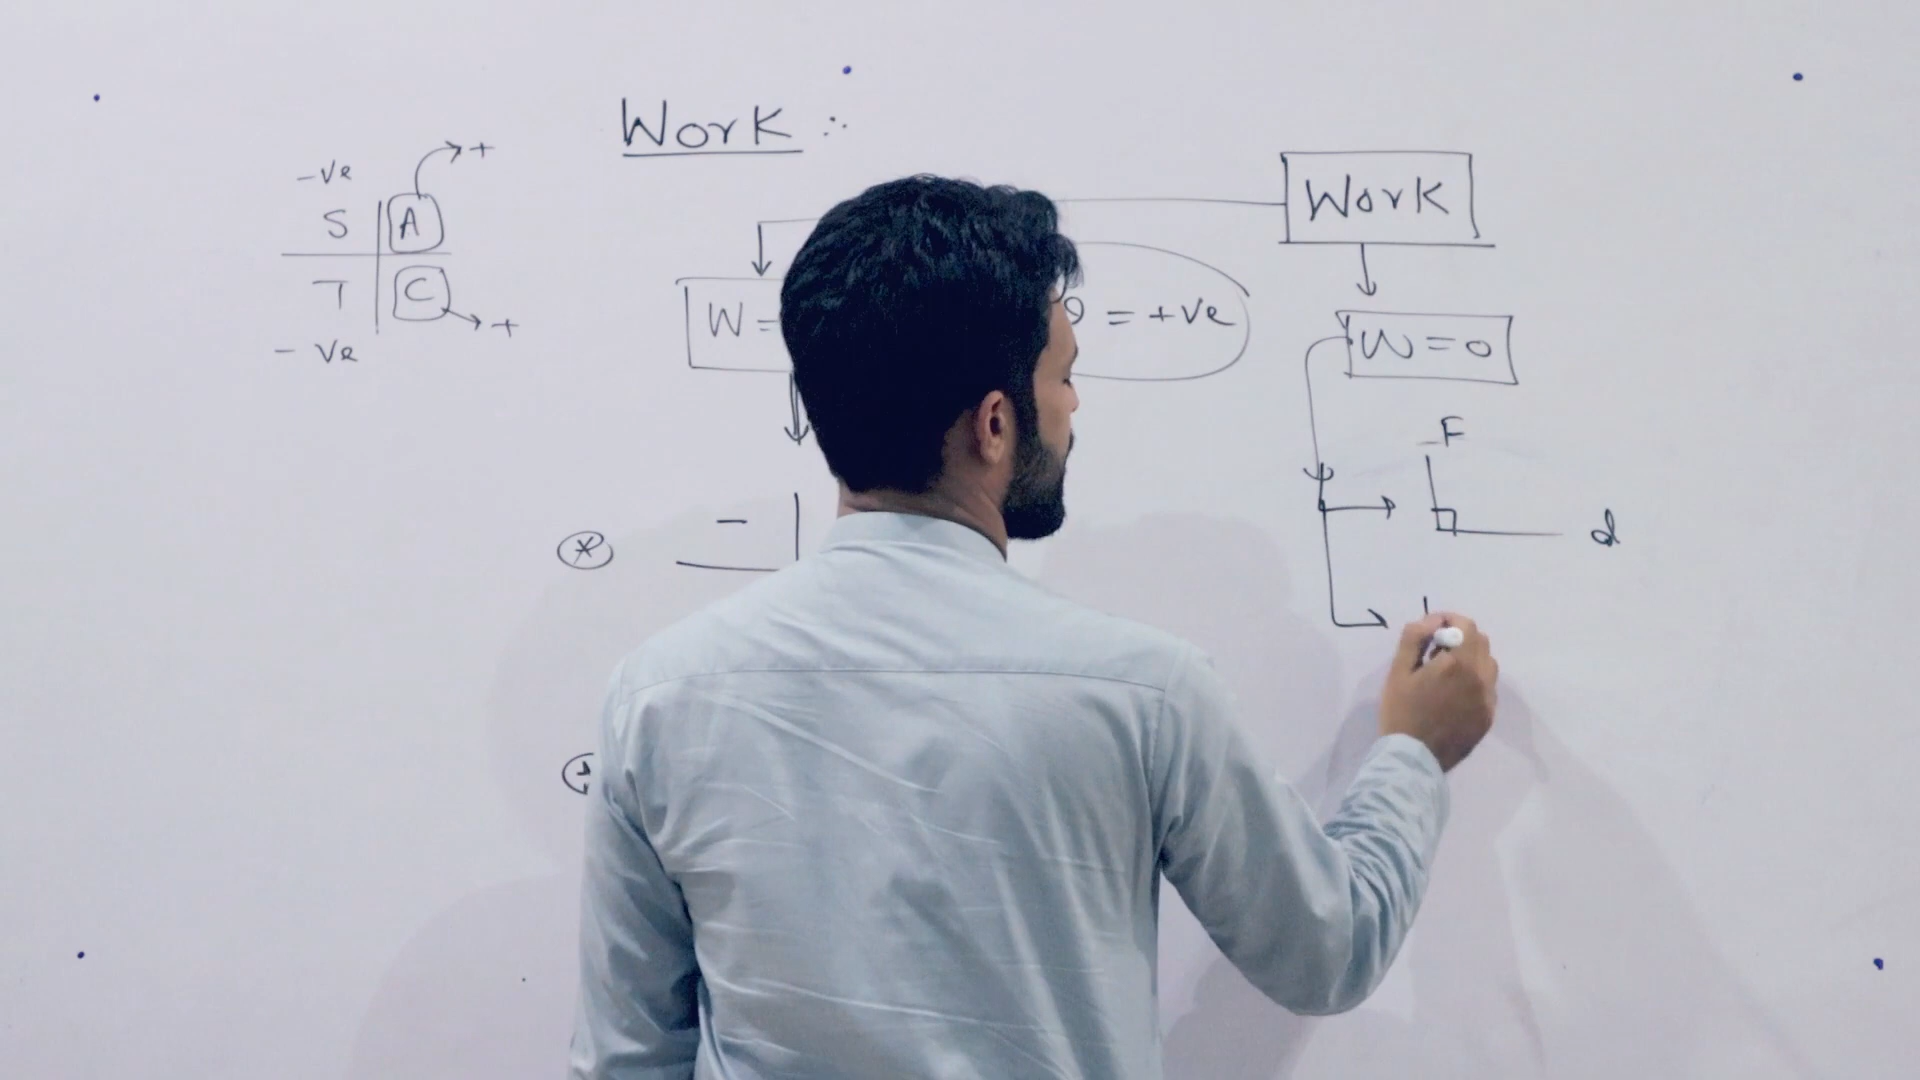 Work :
-ve
S A +
T C +
- ve
Work
W =
= +ve
W = 0
F
d
-